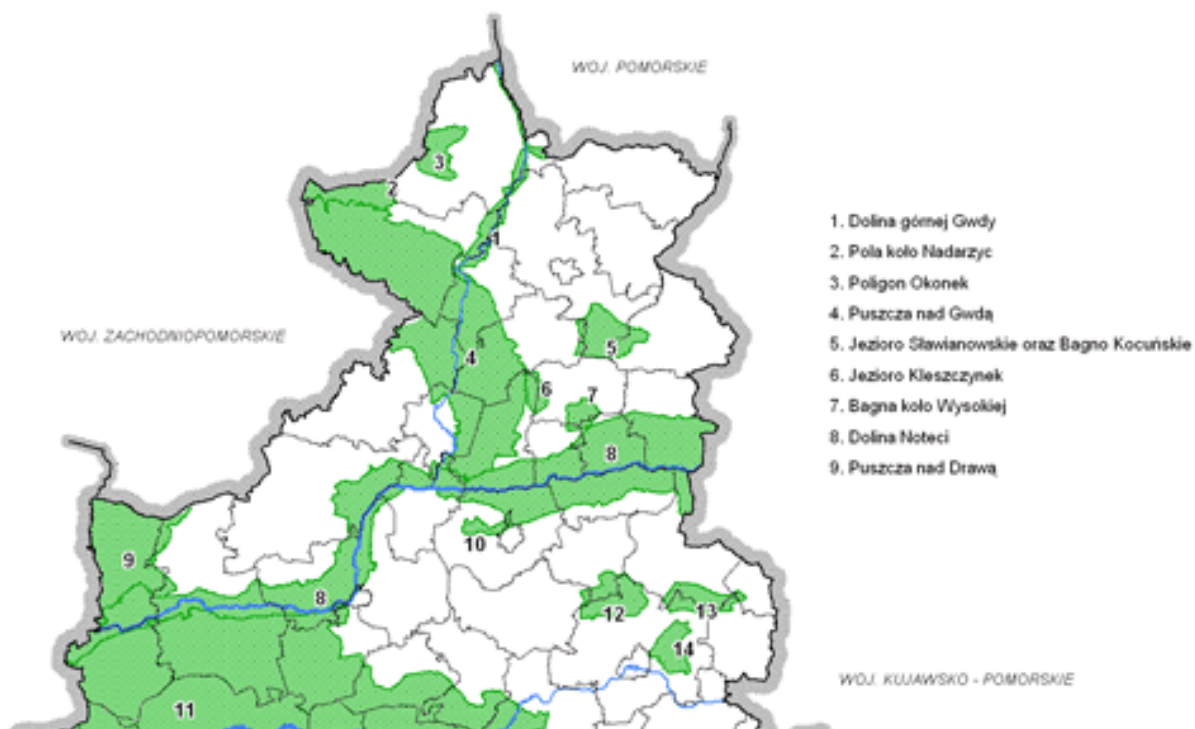 WOJ. POMORSKIE
3
2
1
1. Dolina górnej Gwdy
2. Pola koło Nadarzyc
3. Poligon Okonek
4. Puszcza nad Gwdą
5. Jezioro Sławianowskie oraz Bagno Kocuńskie
6. Jezioro Kleszczynek
7. Bagna koło Wysokiej
8. Dolina Noteci
9. Puszcza nad Drawą
WOJ. ZACHODNIOPOMORSKIE
5
4
6
7
8
10
9
8
12
13
14
WOJ. KUJAWSKO - POMORSKIE
11